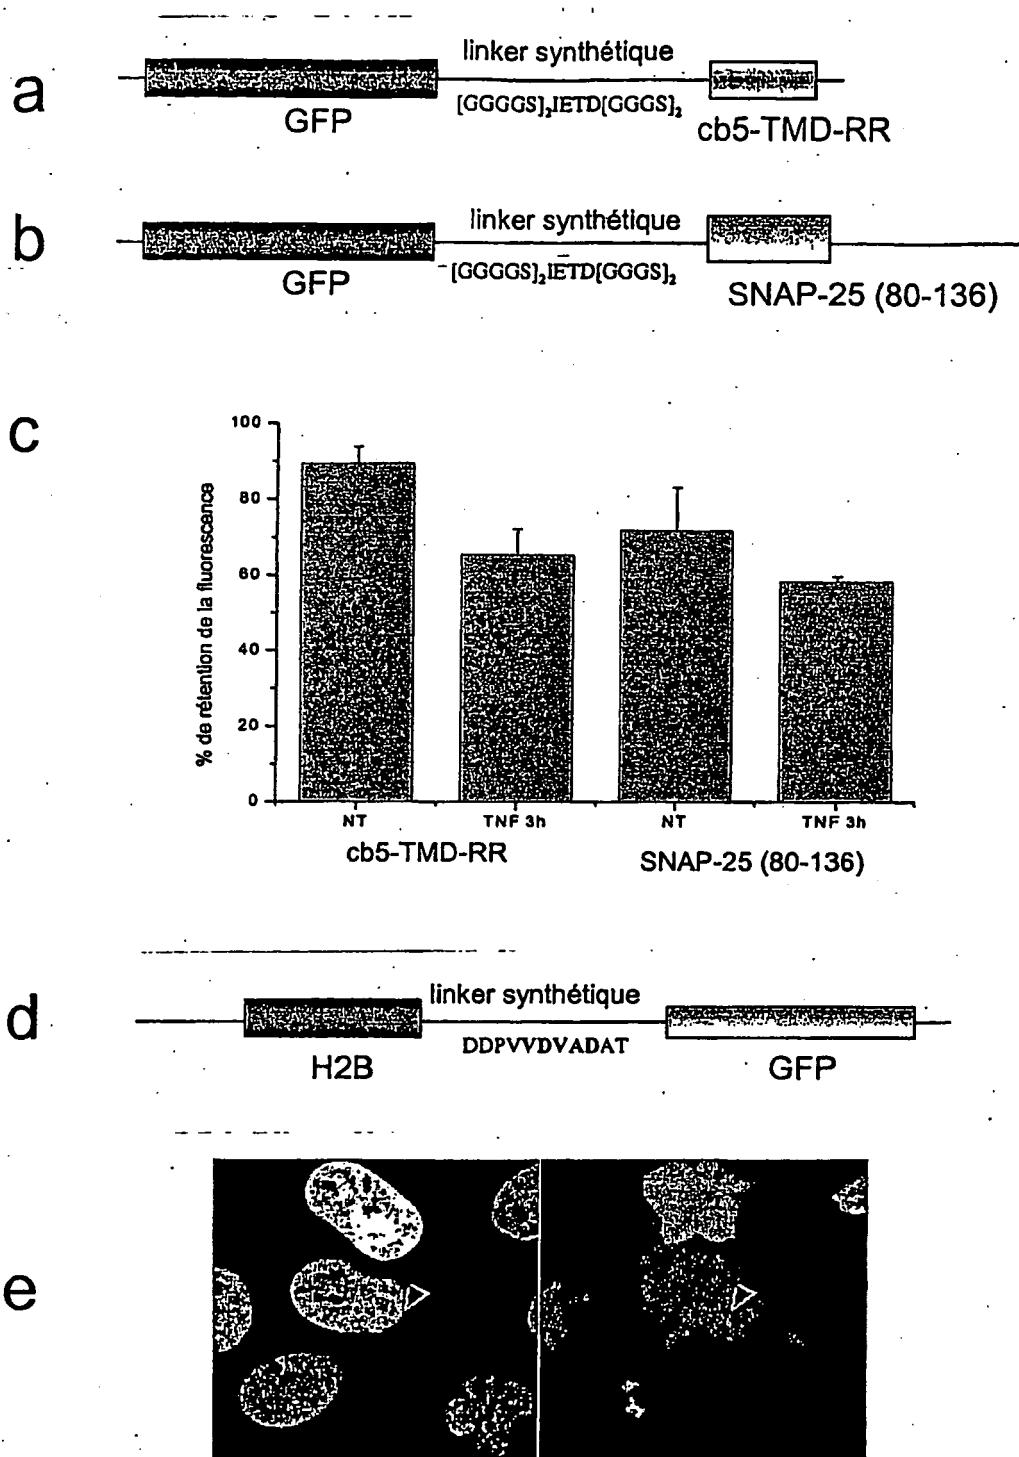 a
linker synthétique
[GGGGS]₂IETD[GGGS]₂
GFP
cb5-TMD-RR
b
linker synthétique
[GGGGS]₂IETD[GGGS]₂
GFP
SNAP-25 (80-136)
c
% de rétention de la fluorescence
100
80
60
40
20
0
NT
TNF 3h
NT
TNF 3h
cb5-TMD-RR
SNAP-25 (80-136)
d
linker synthétique
DDPVVDVADAT
H2B
GFP
e